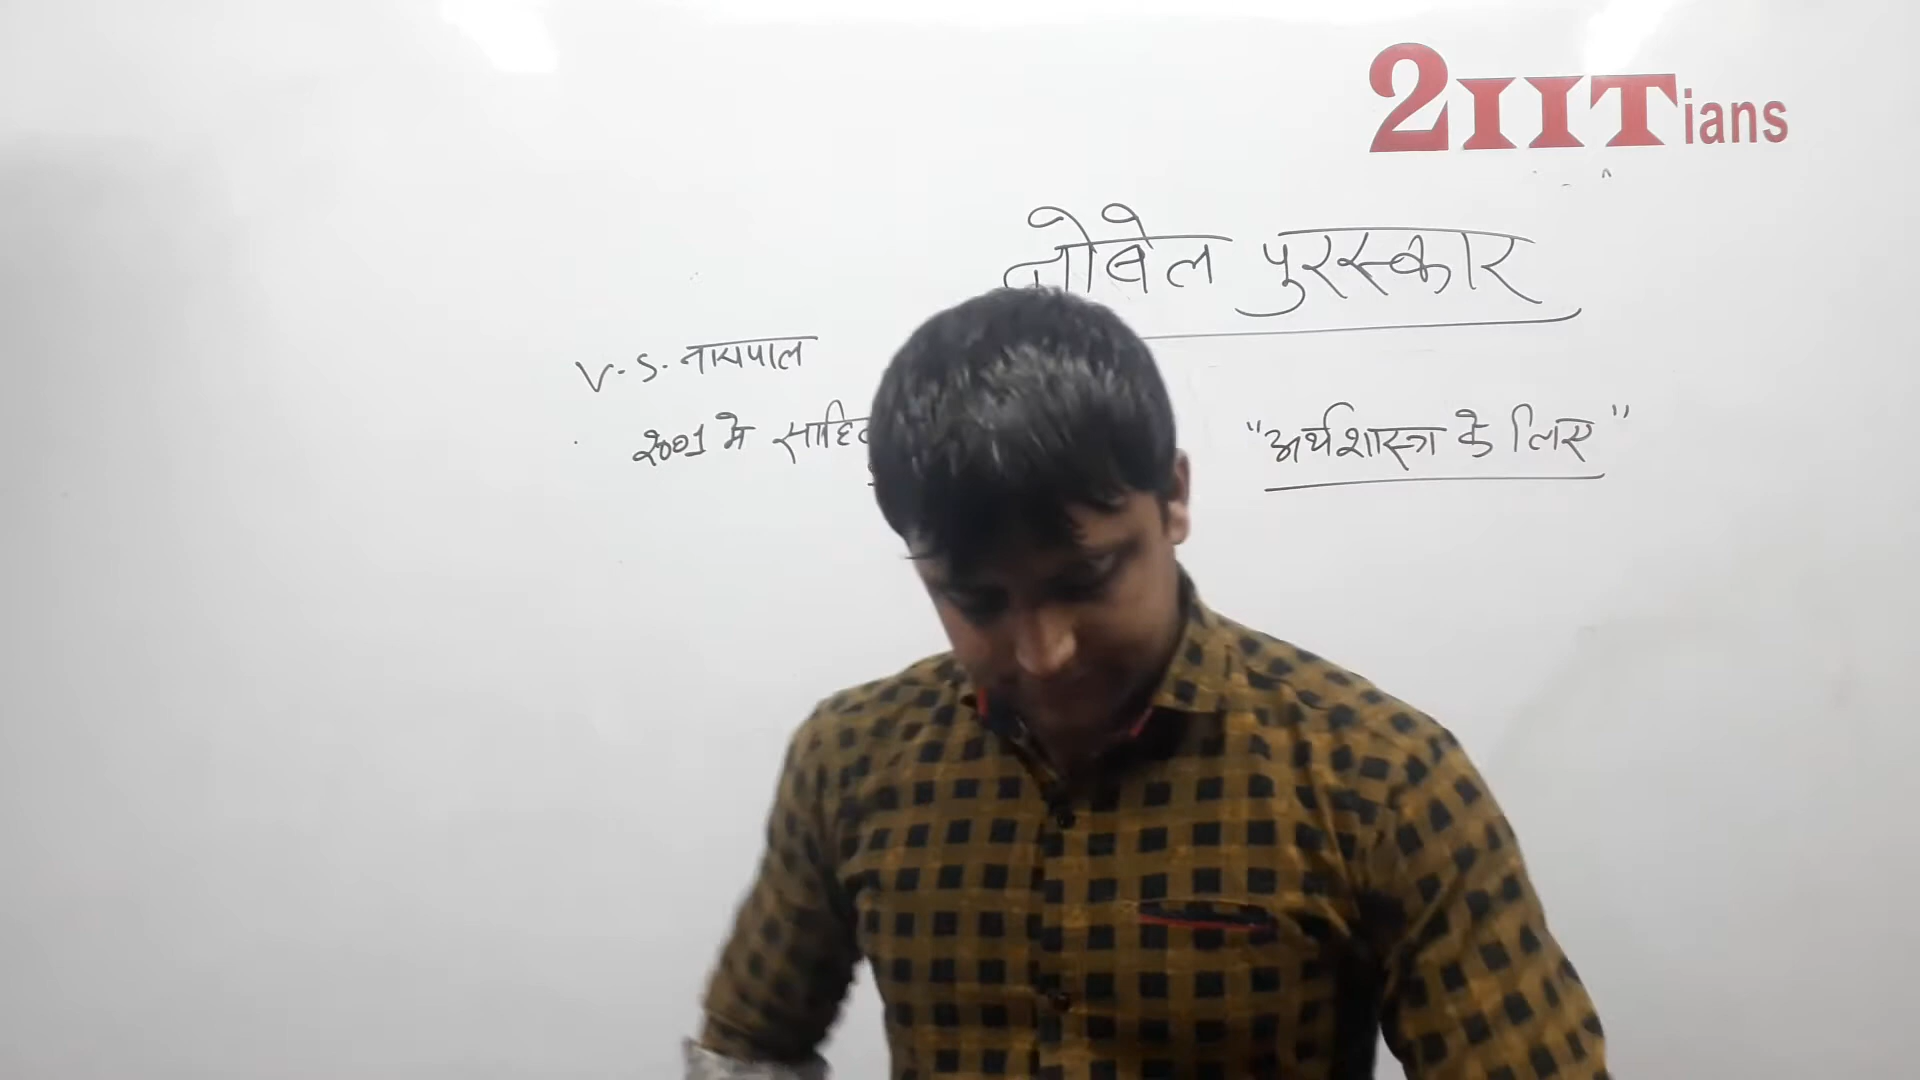 2IITians
नोबेल पुरस्कार
V. S. नायपाल
2001 मे
"अर्थशास्त्र के लिए"